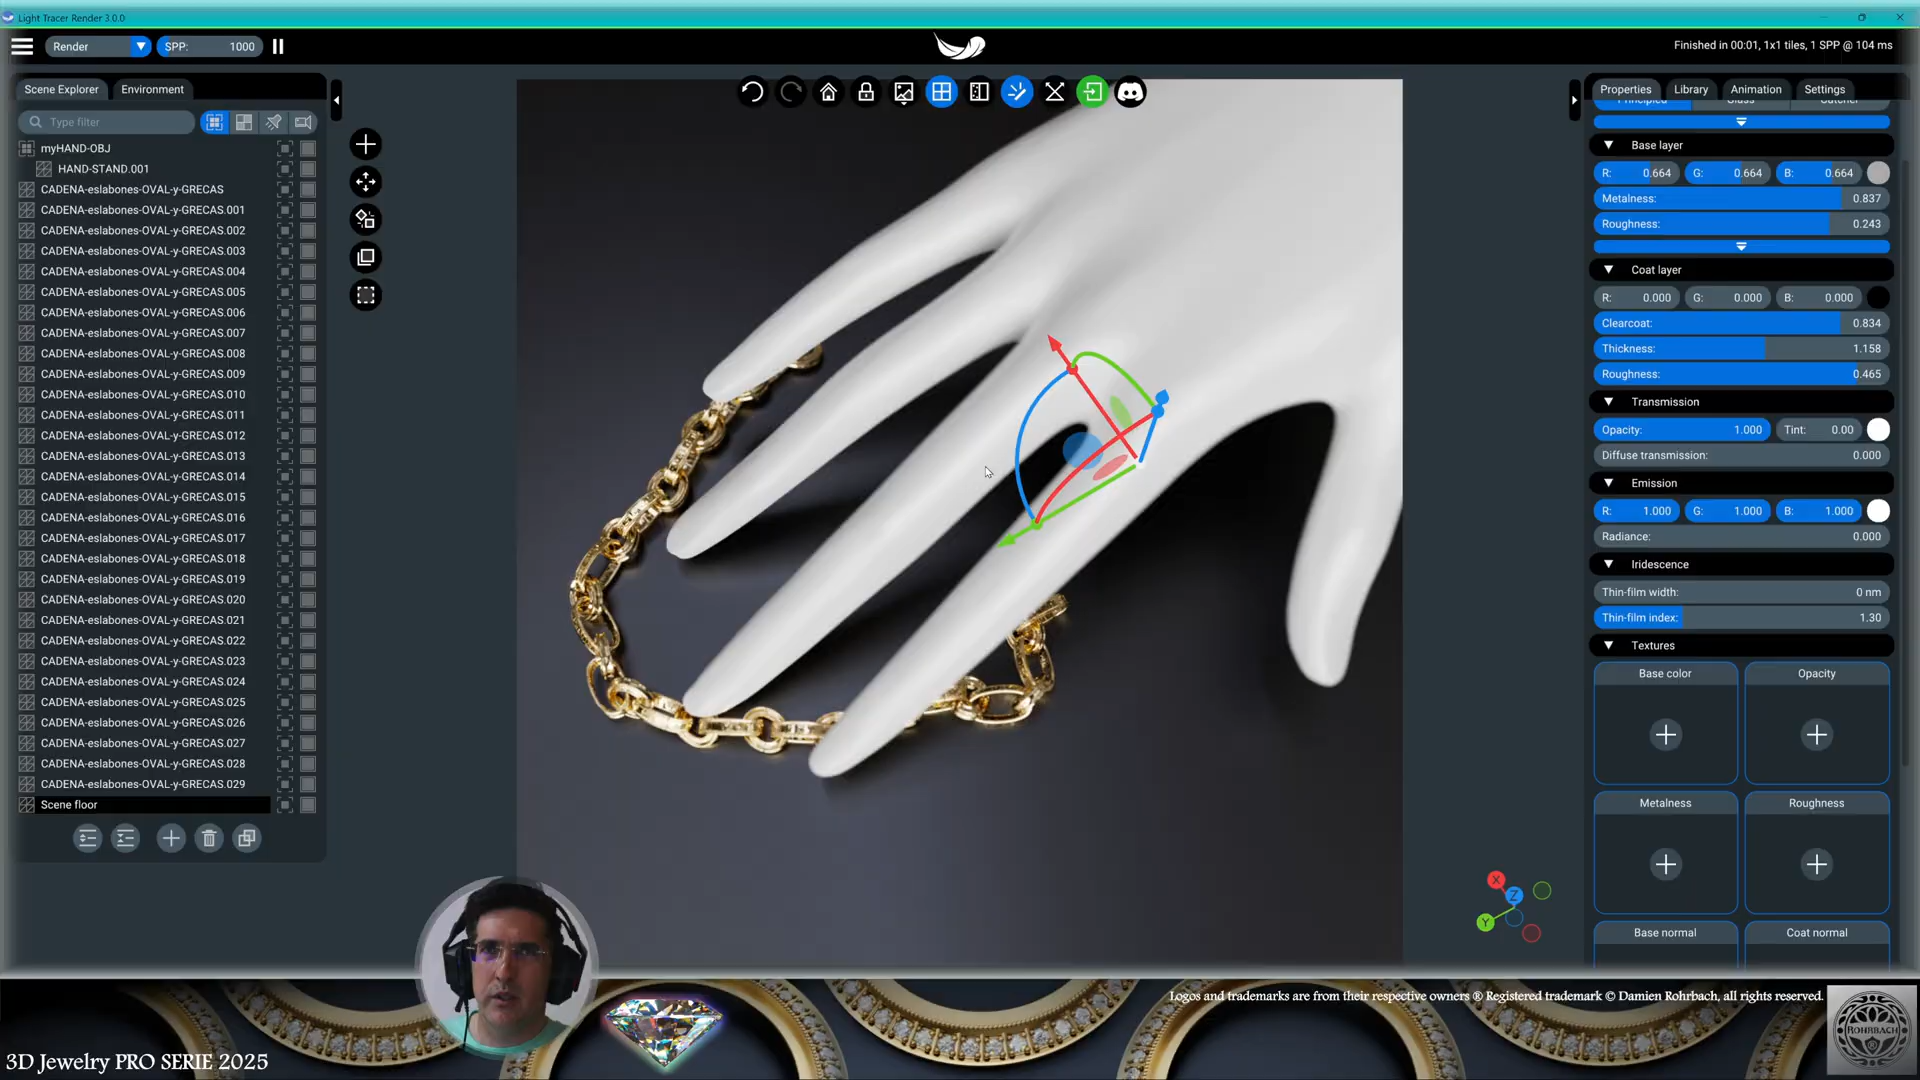 Light Tracer Render 3.0.0
Render
SPP: 1000
Finished in 00:01, 1x1 tiles, 1 SPP @ 104 ms
Scene Explorer
Environment
Type filter
myHAND-OBJ
HAND-STAND.001
CADENA-eslabones-OVAL-y-GRECAS
CADENA-eslabones-OVAL-y-GRECAS.001
CADENA-eslabones-OVAL-y-GRECAS.002
CADENA-eslabones-OVAL-y-GRECAS.003
CADENA-eslabones-OVAL-y-GRECAS.004
CADENA-eslabones-OVAL-y-GRECAS.005
CADENA-eslabones-OVAL-y-GRECAS.006
CADENA-eslabones-OVAL-y-GRECAS.007
CADENA-eslabones-OVAL-y-GRECAS.008
CADENA-eslabones-OVAL-y-GRECAS.009
CADENA-eslabones-OVAL-y-GRECAS.010
CADENA-eslabones-OVAL-y-GRECAS.011
CADENA-eslabones-OVAL-y-GRECAS.012
CADENA-eslabones-OVAL-y-GRECAS.013
CADENA-eslabones-OVAL-y-GRECAS.014
CADENA-eslabones-OVAL-y-GRECAS.015
CADENA-eslabones-OVAL-y-GRECAS.016
CADENA-eslabones-OVAL-y-GRECAS.017
CADENA-eslabones-OVAL-y-GRECAS.018
CADENA-eslabones-OVAL-y-GRECAS.019
CADENA-eslabones-OVAL-y-GRECAS.020
CADENA-eslabones-OVAL-y-GRECAS.021
CADENA-eslabones-OVAL-y-GRECAS.022
CADENA-eslabones-OVAL-y-GRECAS.023
CADENA-eslabones-OVAL-y-GRECAS.024
CADENA-eslabones-OVAL-y-GRECAS.025
CADENA-eslabones-OVAL-y-GRECAS.026
CADENA-eslabones-OVAL-y-GRECAS.027
CADENA-eslabones-OVAL-y-GRECAS.028
CADENA-eslabones-OVAL-y-GRECAS.029
Scene floor
X
Z
Y
Properties
Library
Animation
Settings
Principled
Glass
Base layer
R: 0.664 G: 0.664 B: 0.664
Metalness: 0.837
Roughness: 0.243
Coat layer
R: 0.000 G: 0.000 B: 0.000
Clearcoat: 0.834
Thickness: 1.158
Roughness: 0.465
Transmission
Opacity: 1.000 Tint: 0.00
Diffuse transmission: 0.000
Emission
R: 1.000 G: 1.000 B: 1.000
Radiance: 0.000
Iridescence
Thin-film width: 0 nm
Thin-film index: 1.30
Textures
Base color
Opacity
Metalness
Roughness
Base normal
Coat normal
Logos and trademarks are from their respective owners ® Registered trademark © Damien Rohrbach, all rights reserved.
ROHRBACH
3D Jewelry PRO SERIE 2025